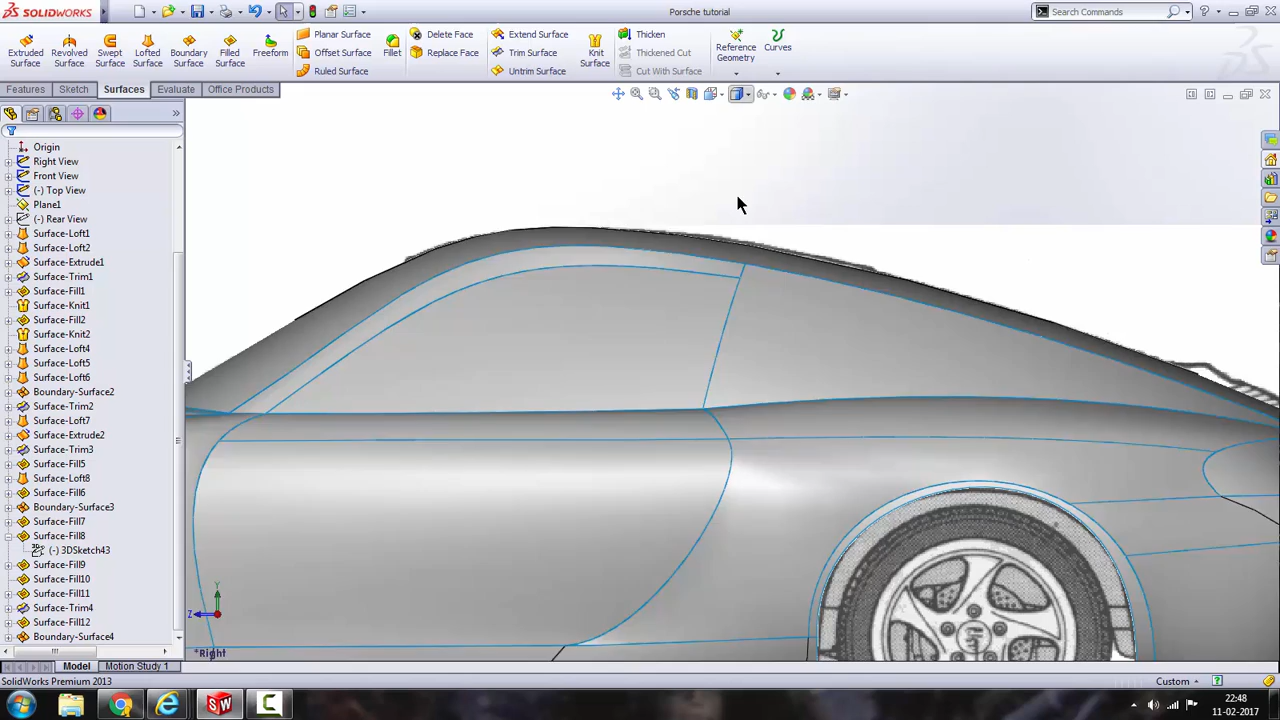 SOLIDWORKS
Porsche tutorial
Search Commands
Extruded Surface
Revolved Surface
Swept Surface
Lofted Surface
Boundary Surface
Filled Surface
Freeform
Planar Surface
Offset Surface
Ruled Surface
Fillet
Delete Face
Replace Face
Extend Surface
Trim Surface
Untrim Surface
Knit Surface
Thicken
Thickened Cut
Cut With Surface
Reference Geometry
Curves
Features
Sketch
Surfaces
Evaluate
Office Products
Origin
Right View
Front View
(-) Top View
Plane1
(-) Rear View
Surface-Loft1
Surface-Loft2
Surface-Extrude1
Surface-Trim1
Surface-Fill1
Surface-Knit1
Surface-Fill2
Surface-Knit2
Surface-Loft4
Surface-Loft5
Surface-Loft6
Boundary-Surface2
Surface-Trim2
Surface-Loft7
Surface-Extrude2
Surface-Trim3
Surface-Fill5
Surface-Loft8
Surface-Fill6
Boundary-Surface3
Surface-Fill7
Surface-Fill8
(-) 3DSketch43
Surface-Fill9
Surface-Fill10
Surface-Fill11
Surface-Trim4
Surface-Fill12
Boundary-Surface4
Y
Z
*Right
Model
Motion Study 1
SolidWorks Premium 2013
Custom
22:48
11-02-2017